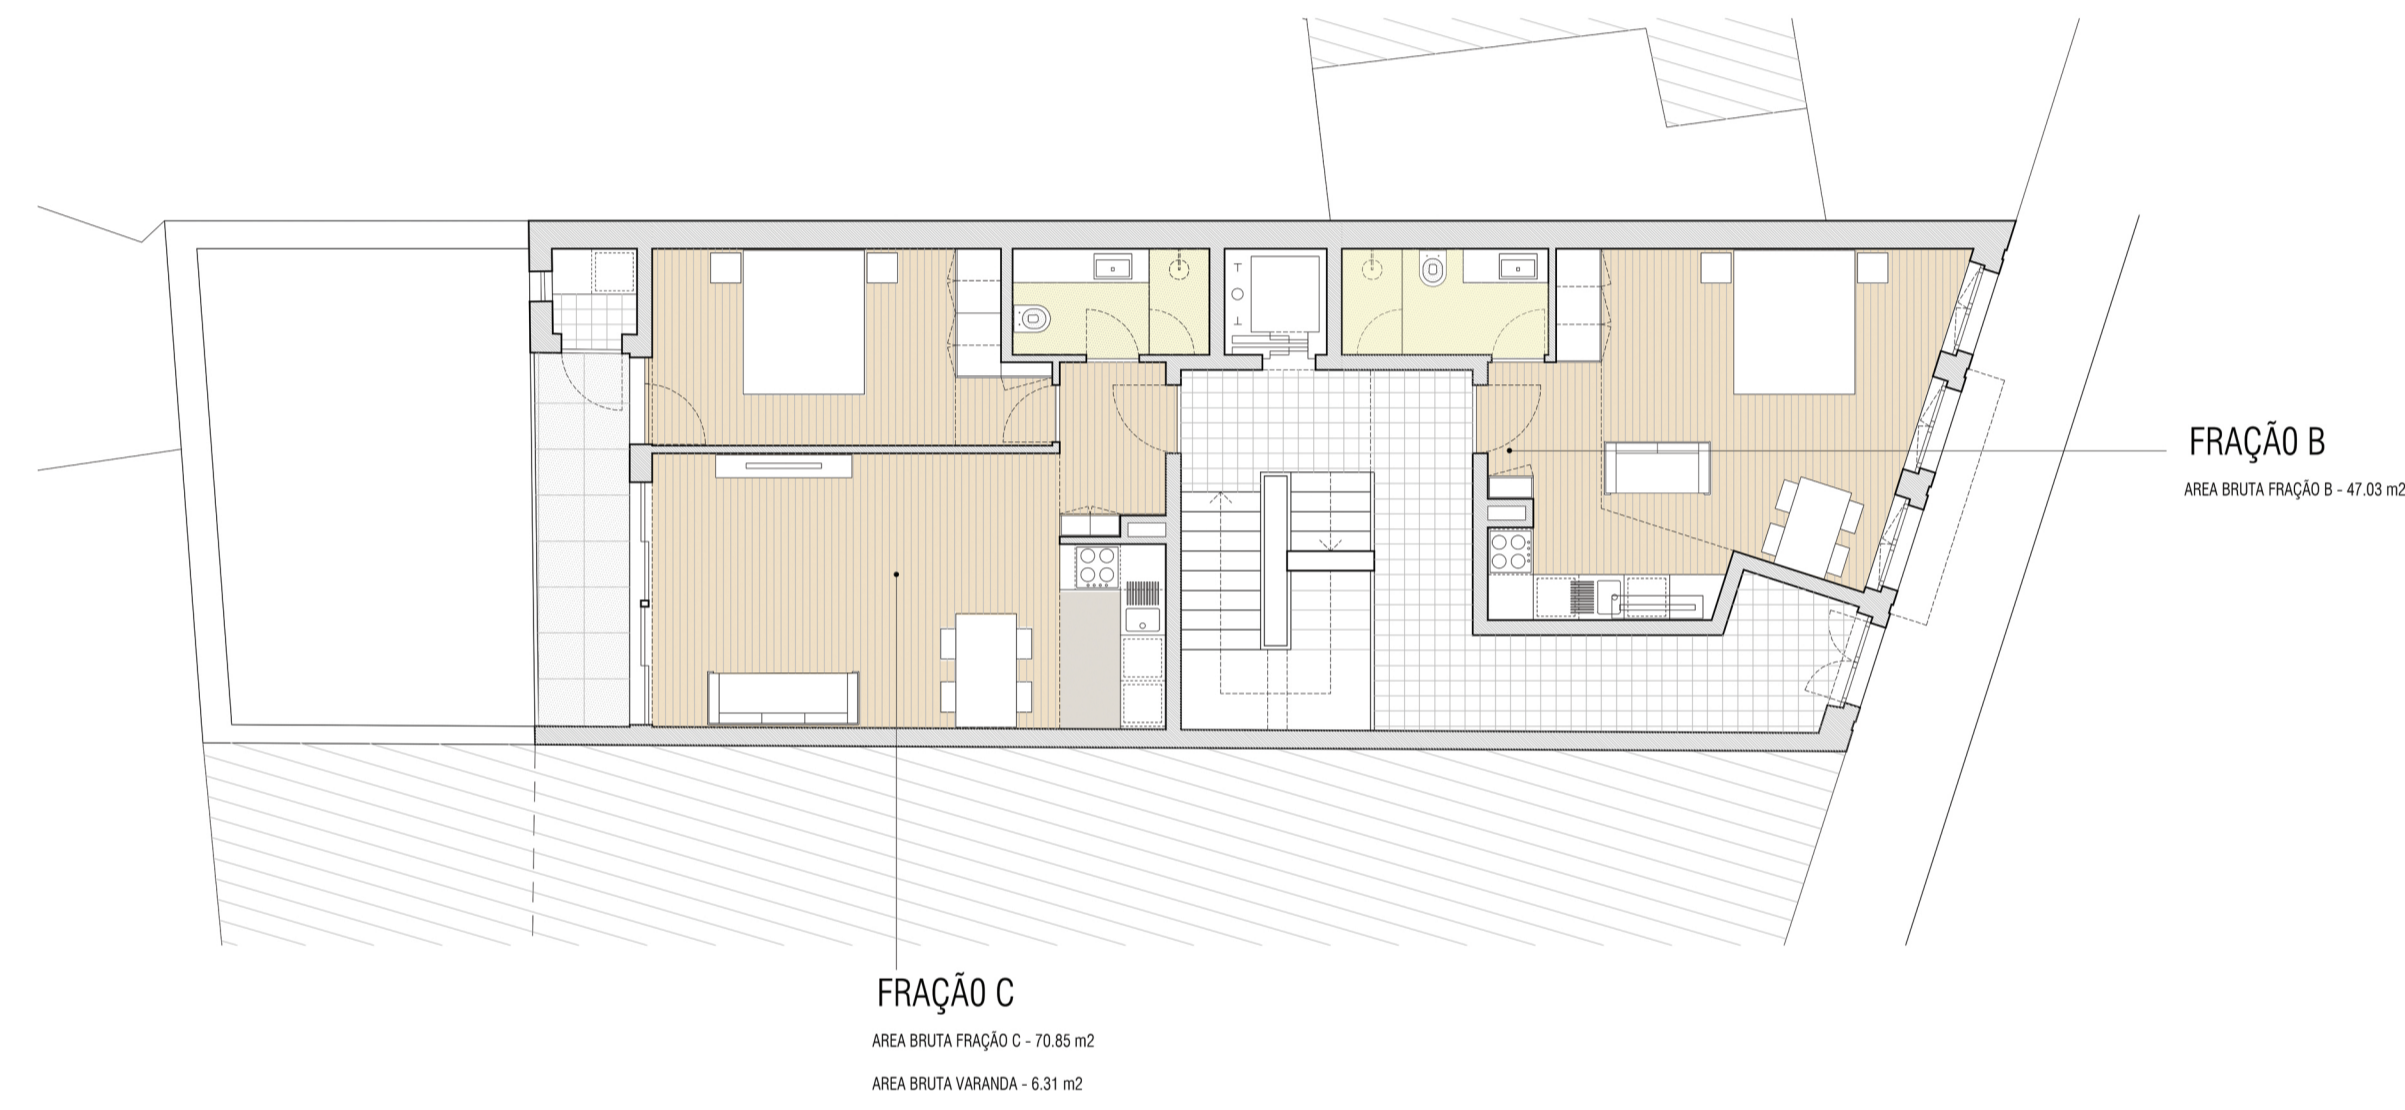 FRAÇÃO B
AREA BRUTA FRAÇÃO B - 47.03 m2
FRAÇÃO C
AREA BRUTA FRAÇÃO C - 70.85 m2
AREA BRUTA VARANDA - 6.31 m2